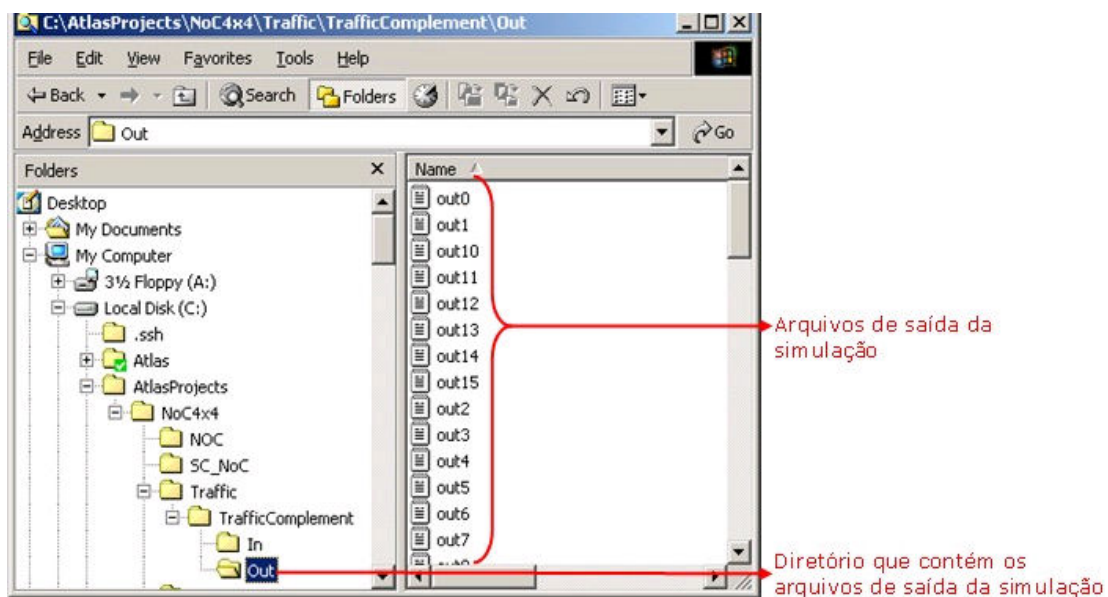 C:\AtlasProjects\NoC4x4\Traffic\TrafficComplement\Out
File Edit View Favorites Tools Help
Back Search Folders
Address Out Go
Folders
Desktop
My Documents
My Computer
3½ Floppy (A:)
Local Disk (C:)
.ssh
Atlas
AtlasProjects
NoC4x4
NOC
SC_NoC
Traffic
TrafficComplement
In
Out
Name
out0
out1
out10
out11
out12
out13
out14
out15
out2
out3
out4
out5
out6
out7
Arquivos de saída da
simulação
Diretório que contém os
arquivos de saída da simulação